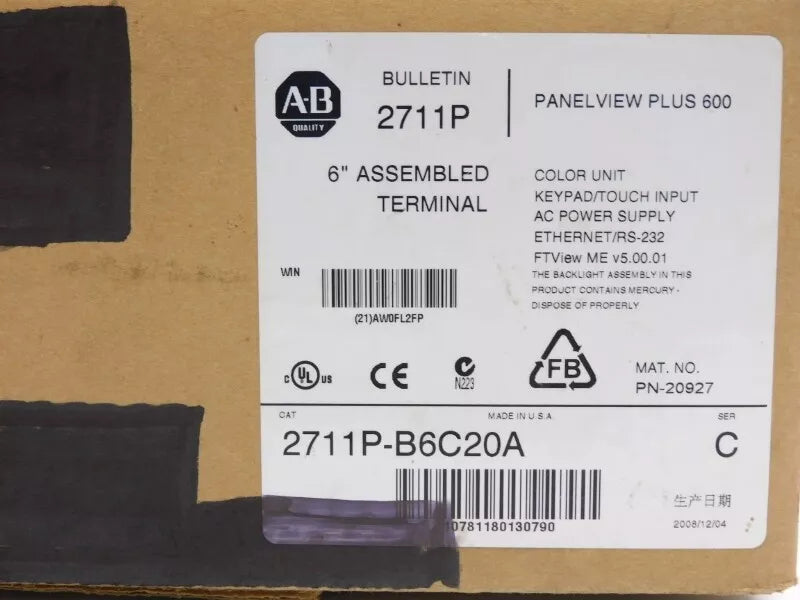 A-B
QUALITY
BULLETIN
2711P
PANELVIEW PLUS 600
6" ASSEMBLED
TERMINAL
COLOR UNIT
KEYPAD/TOUCH INPUT
AC POWER SUPPLY
ETHERNET/RS-232
FTView ME v5.00.01
THE BACKLIGHT ASSEMBLY IN THIS
PRODUCT CONTAINS MERCURY -
DISPOSE OF PROPERLY
WIN
(21)AW0FL2FP
C UL US
CE
N223
FB
MAT. NO.
PN-20927
CAT
MADE IN U.S.A.
SER
2711P-B6C20A
C
0781180130790
生产日期
2008/12/04